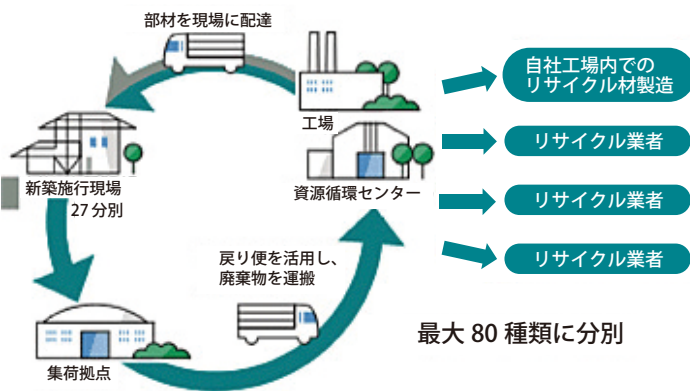 部材を現場に配達
工場
新築施行現場
27分別
資源循環センター
戻り便を活用し、
廃棄物を運搬
集荷拠点
自社工場内での
リサイクル材製造
リサイクル業者
リサイクル業者
リサイクル業者
最大 80 種類に分別